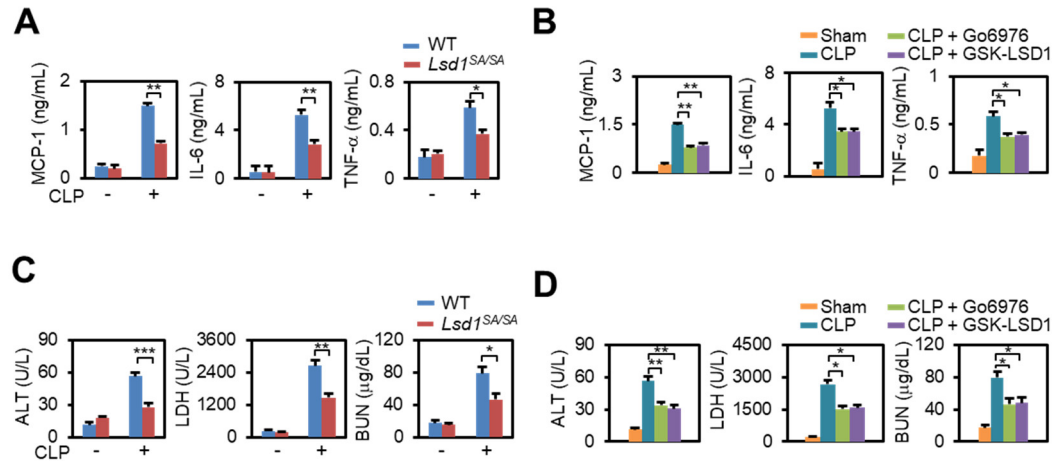 A
WT
Lsd1SA/SA
MCP-1 (ng/mL)
2
1
0
**
CLP
-
+
IL-6 (ng/mL)
8
6
4
2
0
**
-
+
TNF-α (ng/mL)
0.8
0.4
0
*
-
+
B
Sham
CLP + Go6976
CLP
CLP + GSK-LSD1
MCP-1 (ng/mL)
3
1.5
0
**
**
IL-6 (ng/mL)
8
4
0
*
*
TNF-α (ng/mL)
1
0.5
0
*
*
C
WT
Lsd1SA/SA
ALT (U/L)
90
60
30
0
***
CLP
-
+
LDH (U/L)
3600
2400
1200
0
**
-
+
BUN (μg/dL)
120
80
40
0
*
-
+
D
Sham
CLP + Go6976
CLP
CLP + GSK-LSD1
ALT (U/L)
90
60
30
0
**
**
LDH (U/L)
4500
3000
1500
0
*
*
BUN (μg/dL)
120
80
40
0
*
*